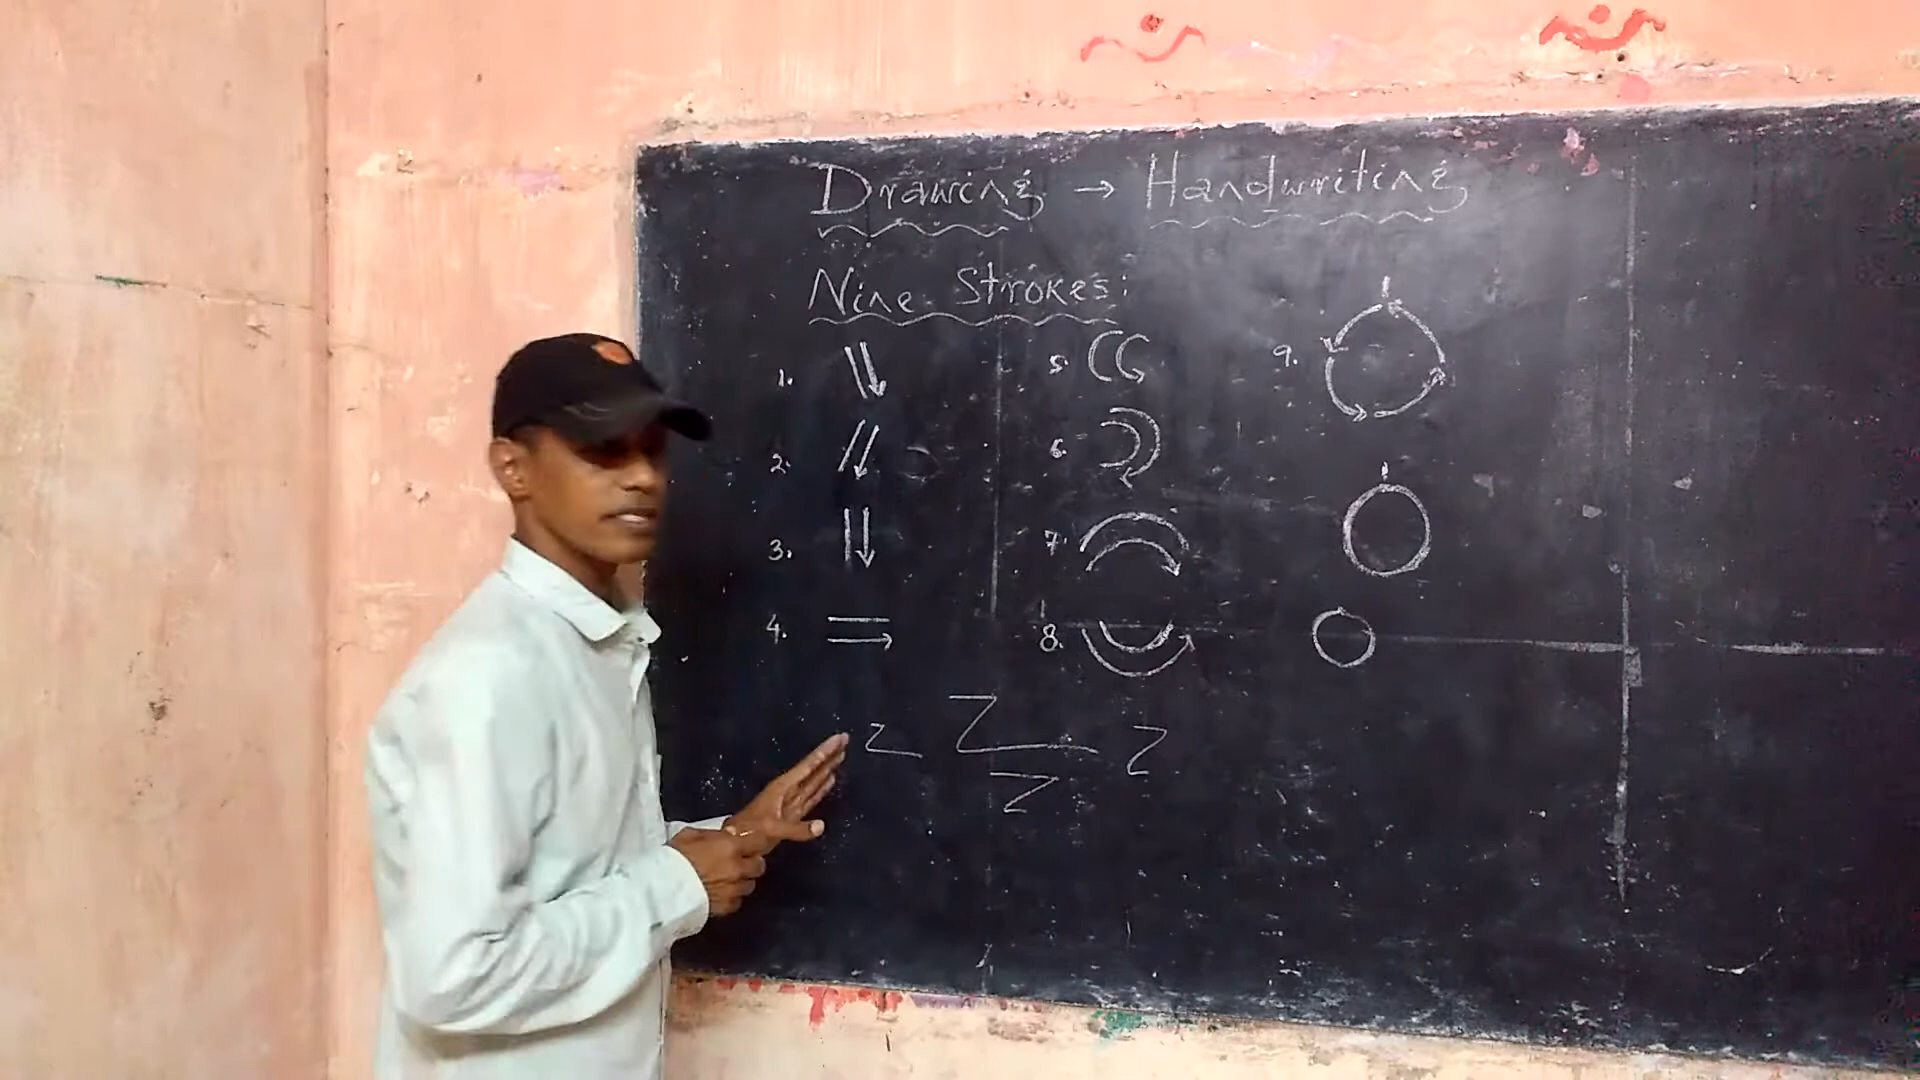 Drawing → Handwriting
Nine Strokes:
1.
2.
3.
4.
5.
6.
7.
8.
9.
Z Z Z
Z